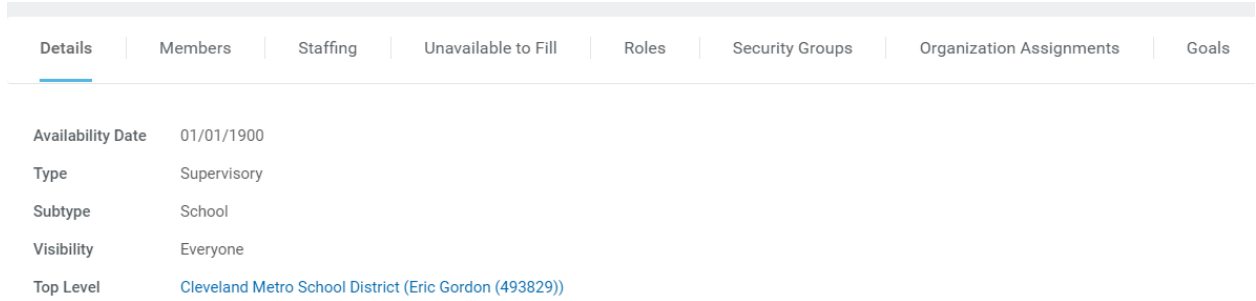 Details Members Staffing Unavailable to Fill Roles Security Groups Organization Assignments Goals
Availability Date 01/01/1900
Type Supervisory
Subtype School
Visibility Everyone
Top Level Cleveland Metro School District (Eric Gordon (493829))